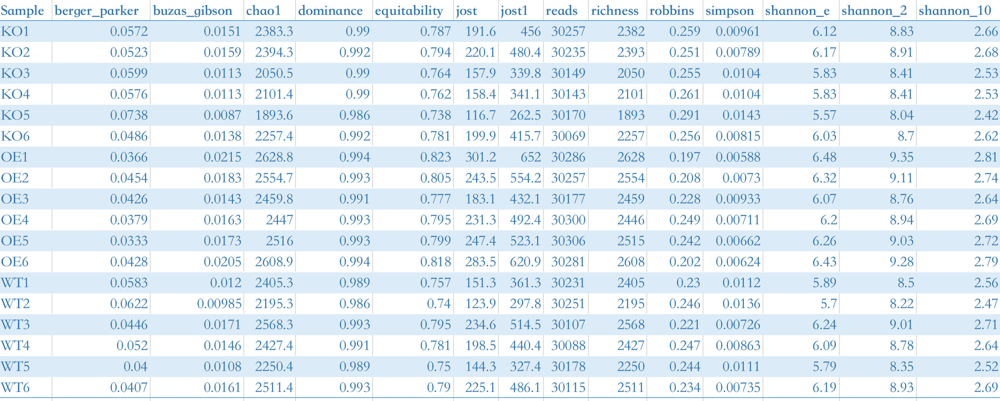 Sample berger_parker buzas_gibson chao1 dominance equitability jost jost1 reads richness robbins simpson shannon_e shannon_2 shannon_10
KO1 0.0572 0.0151 2383.3 0.99 0.787 191.6 456 30257 2382 0.259 0.00961 6.12 8.83 2.66
KO2 0.0523 0.0159 2394.3 0.992 0.794 220.1 480.4 30235 2393 0.251 0.00789 6.17 8.91 2.68
KO3 0.0599 0.0113 2050.5 0.99 0.764 157.9 339.8 30149 2050 0.255 0.0104 5.83 8.41 2.53
KO4 0.0576 0.0113 2101.4 0.99 0.762 158.4 341.1 30143 2101 0.261 0.0104 5.83 8.41 2.53
KO5 0.0738 0.0087 1893.6 0.986 0.738 116.7 262.5 30170 1893 0.291 0.0143 5.57 8.04 2.42
KO6 0.0486 0.0138 2257.4 0.992 0.781 199.9 415.7 30069 2257 0.256 0.00815 6.03 8.7 2.62
OE1 0.0366 0.0215 2628.8 0.994 0.823 301.2 652 30286 2628 0.197 0.00588 6.48 9.35 2.81
OE2 0.0454 0.0183 2554.7 0.993 0.805 243.5 554.2 30257 2554 0.208 0.0073 6.32 9.11 2.74
OE3 0.0426 0.0143 2459.8 0.991 0.777 183.1 432.1 30177 2459 0.228 0.00933 6.07 8.76 2.64
OE4 0.0379 0.0163 2447 0.993 0.795 231.3 492.4 30300 2446 0.249 0.00711 6.2 8.94 2.69
OE5 0.0333 0.0173 2516 0.993 0.799 247.4 523.1 30306 2515 0.242 0.00662 6.26 9.03 2.72
OE6 0.0428 0.0205 2608.9 0.994 0.818 283.5 620.9 30281 2608 0.202 0.00624 6.43 9.28 2.79
WT1 0.0583 0.012 2405.3 0.989 0.757 151.3 361.3 30231 2405 0.23 0.0112 5.89 8.5 2.56
WT2 0.0622 0.00985 2195.3 0.986 0.74 123.9 297.8 30251 2195 0.246 0.0136 5.7 8.22 2.47
WT3 0.0446 0.0171 2568.3 0.993 0.795 234.6 514.5 30107 2568 0.221 0.00726 6.24 9.01 2.71
WT4 0.052 0.0146 2427.4 0.991 0.781 198.5 440.4 30088 2427 0.247 0.00863 6.09 8.78 2.64
WT5 0.04 0.0108 2250.4 0.989 0.75 144.3 327.4 30178 2250 0.244 0.0111 5.79 8.35 2.52
WT6 0.0407 0.0161 2511.4 0.993 0.79 225.1 486.1 30115 2511 0.234 0.00735 6.19 8.93 2.69